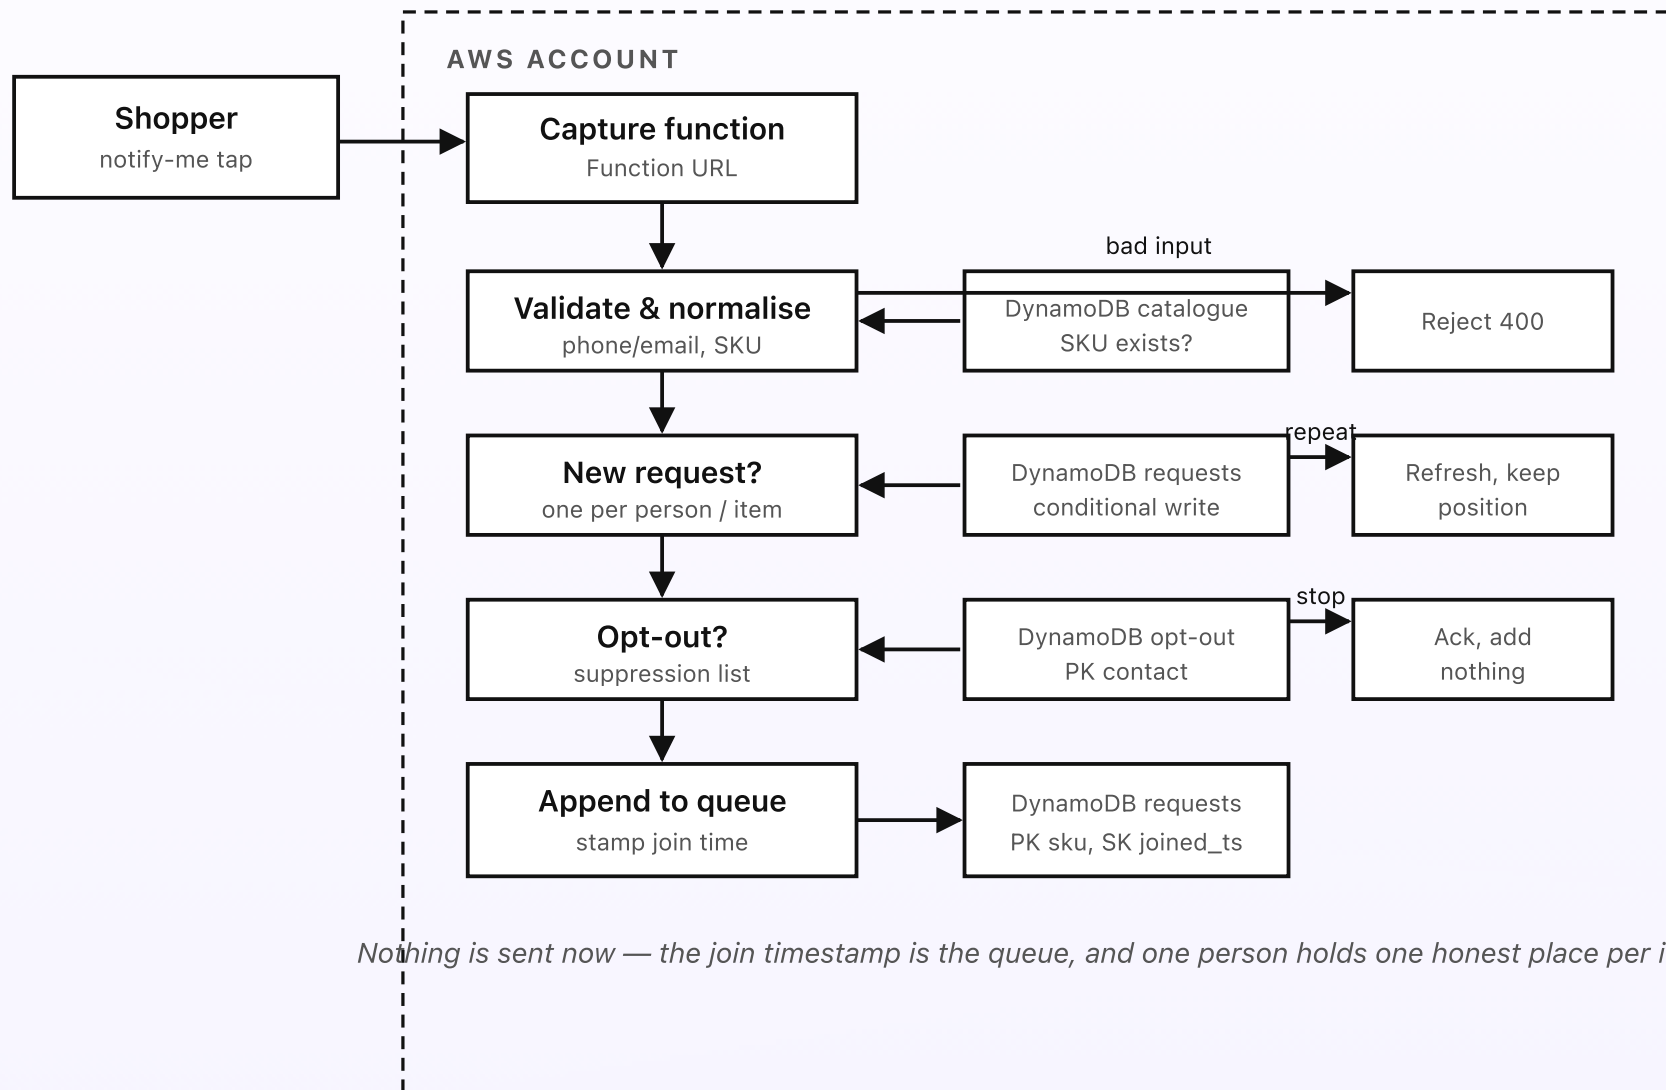 AWS ACCOUNT
Shopper
notify-me tap
Capture function
Function URL
bad input
Validate & normalise
phone/email, SKU
DynamoDB catalogue
SKU exists?
Reject 400
repeat
New request?
one per person / item
DynamoDB requests
conditional write
Refresh, keep
position
stop
Opt-out?
suppression list
DynamoDB opt-out
PK contact
Ack, add
nothing
Append to queue
stamp join time
DynamoDB requests
PK sku, SK joined_ts
Nothing is sent now — the join timestamp is the queue, and one person holds one honest place per